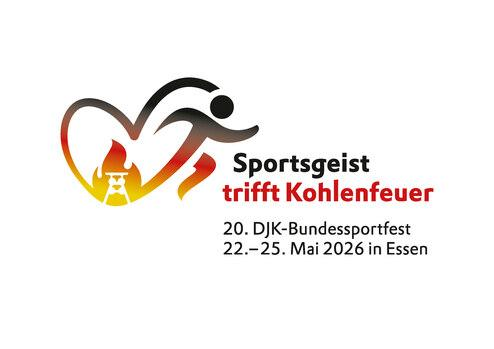 Sportsgeist
trifft Kohlenfeuer
20. DJK-Bundessportfest
22.–25. Mai 2026 in Essen